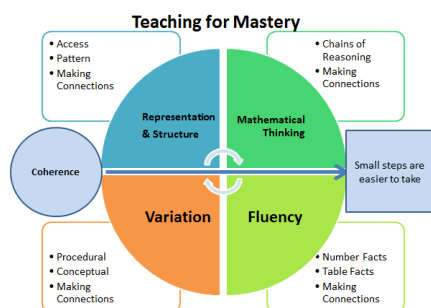 Teaching for Mastery
• Access
• Pattern
• Making
Connections
• Chains of
Reasoning
• Making
Connections
Representation
& Structure
Mathematical
Thinking
Coherence
Small steps are
easier to take
Variation
Fluency
• Procedural
• Conceptual
• Making
Connections
• Number Facts
• Table Facts
• Making
Connections